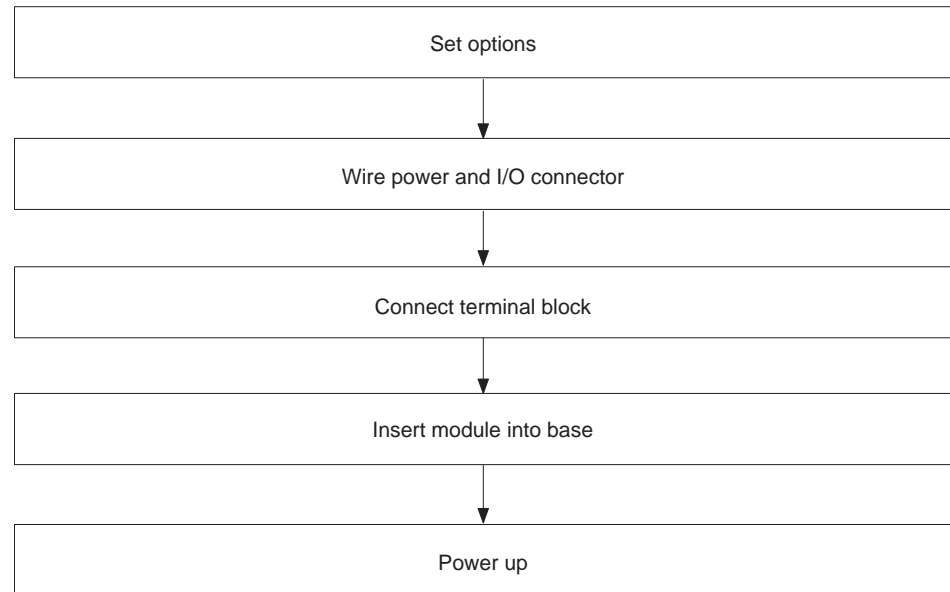 Set options
Wire power and I/O connector
Connect terminal block
Insert module into base
Power up